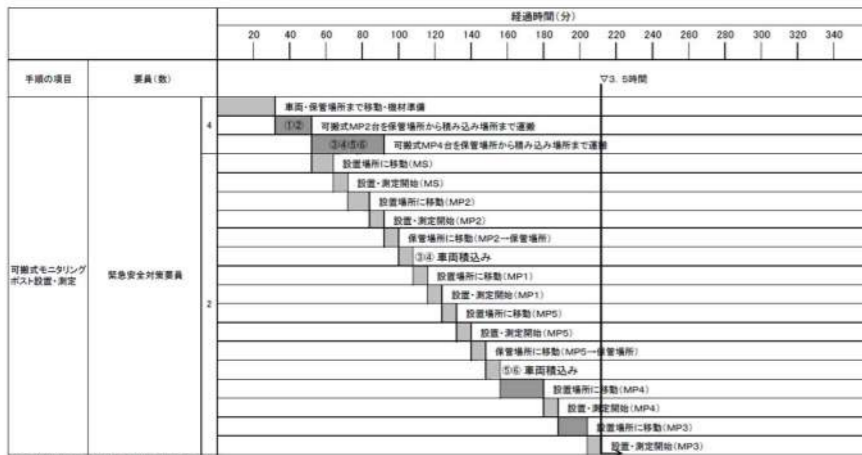 経過時間(分)
20 40 60 80 100 120 140 160 180 200 220 240 260 280 300 320 340
手順の項目 要員(数) ▽3. 5時間
車両・保管場所まで移動・機材準備
4 ①② 可搬式MP2台を保管場所から積み込み場所まで運搬
③④⑤⑥ 可搬式MP4台を保管場所から積み込み場所まで運搬
設置場所に移動(MS)
設置・測定開始(MS)
設置場所に移動(MP2)
設置・測定開始(MP2)
保管場所に移動(MP2→保管場所)
③④ 車両積込み
可搬式モニタリング
ポスト設置・測定
緊急安全対策要員
2
設置場所に移動(MP1)
設置・測定開始(MP1)
設置場所に移動(MP5)
設置・測定開始(MP5)
保管場所に移動(MP5→保管場所)
⑤⑥ 車両積込み
設置場所に移動(MP4)
設置・測定開始(MP4)
設置場所に移動(MP3)
設置・測定開始(MP3)